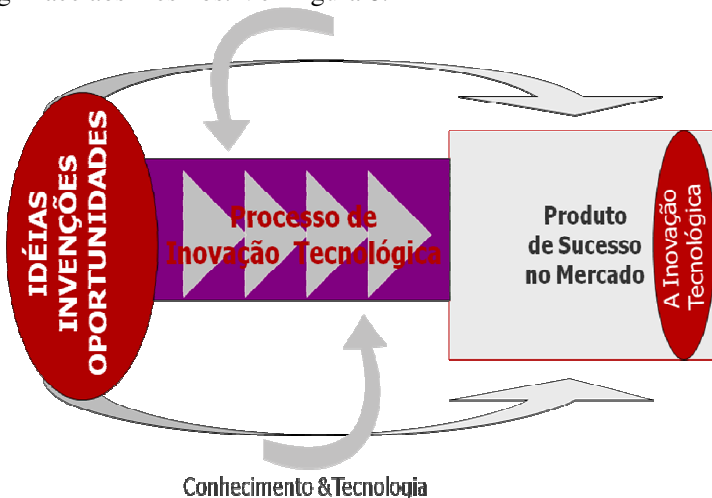 IDÉIAS
INVENÇÕES
OPORTUNIDADES
Processo de
Inovação Tecnológica
Produto
de Sucesso
no Mercado
A Inovação
Tecnológica
Conhecimento &Tecnologia